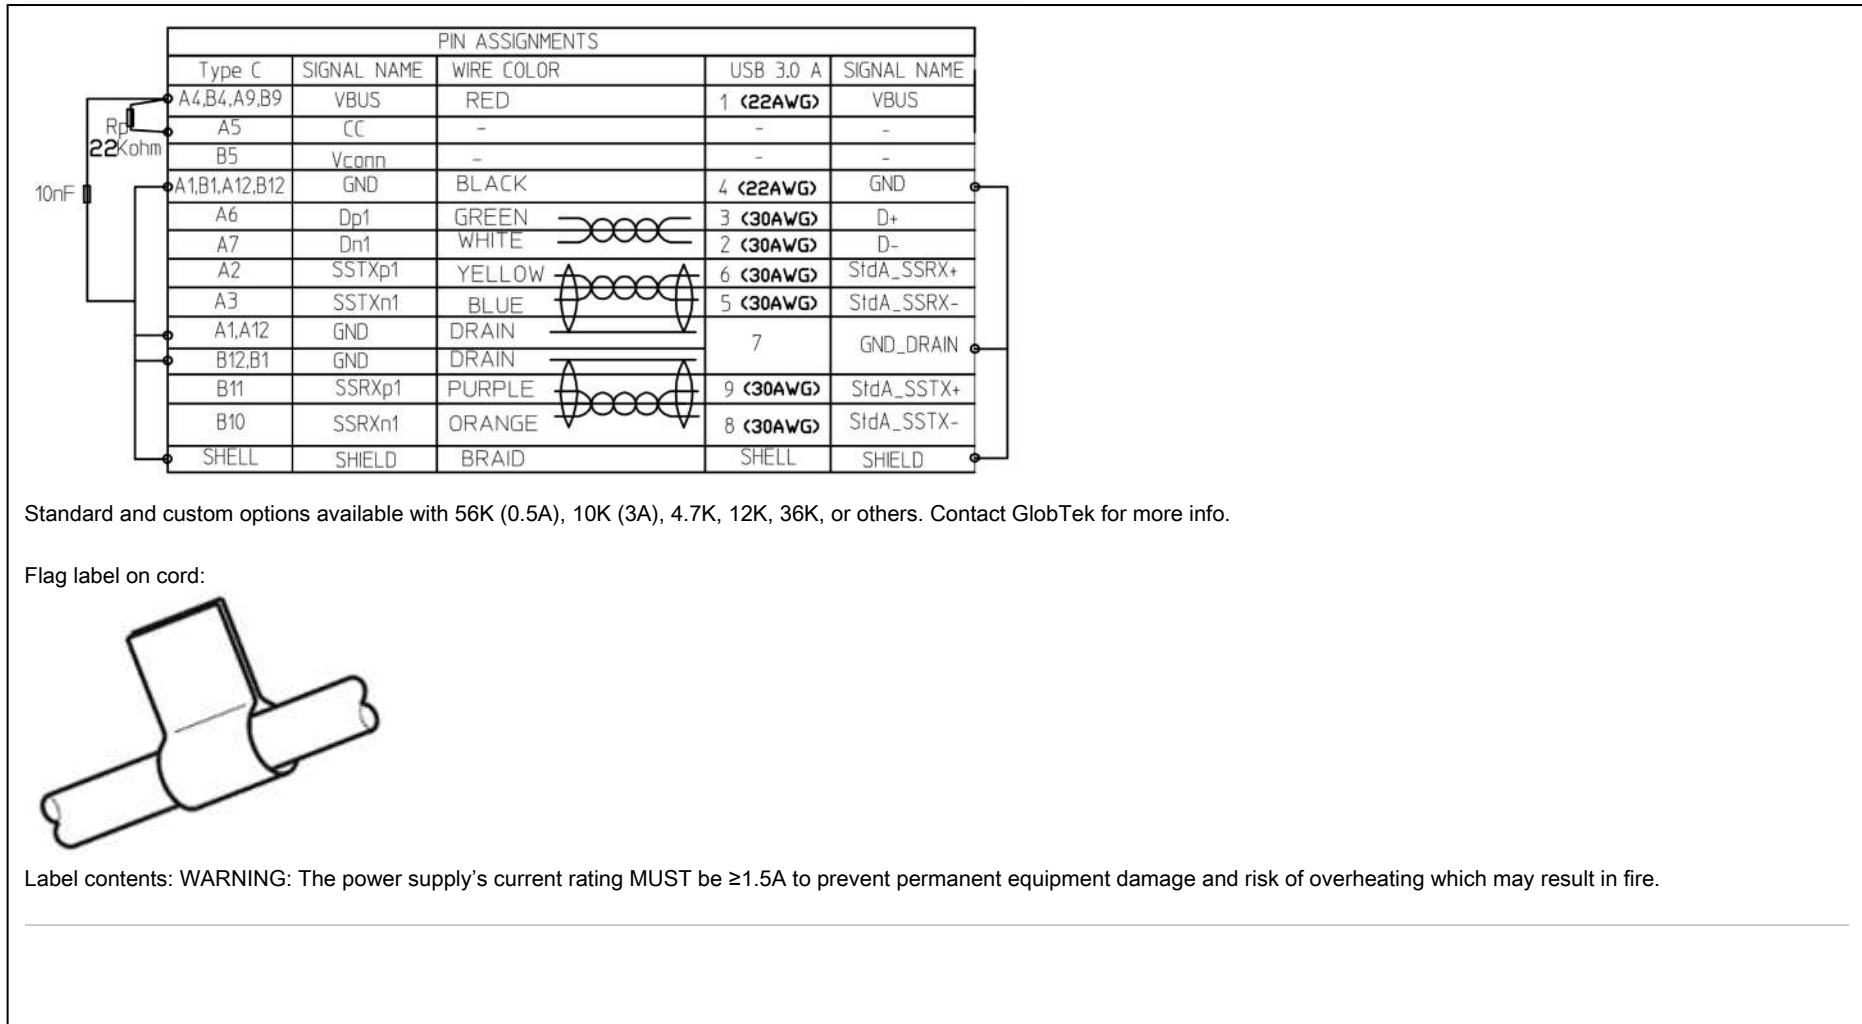 PIN ASSIGNMENTS
Type C SIGNAL NAME WIRE COLOR USB 3.0 A SIGNAL NAME
A4,B4,A9,B9 VBUS RED 1 (22AWG) VBUS
Rp A5 CC - - -
22Kohm B5 Vconn - - -
10nF A1,B1,A12,B12 GND BLACK 4 (22AWG) GND
A6 Dp1 GREEN 3 (30AWG) D+
A7 Dn1 WHITE 2 (30AWG) D-
A2 SSTXp1 YELLOW 6 (30AWG) StdA_SSRX+
A3 SSTXn1 BLUE 5 (30AWG) StdA_SSRX-
A1,A12 GND DRAIN 7 GND_DRAIN
B12,B1 GND DRAIN
B11 SSRXp1 PURPLE 9 (30AWG) StdA_SSTX+
B10 SSRXn1 ORANGE 8 (30AWG) StdA_SSTX-
SHELL SHIELD BRAID SHELL SHIELD
Standard and custom options available with 56K (0.5A), 10K (3A), 4.7K, 12K, 36K, or others. Contact GlobTek for more info.
Flag label on cord:
Label contents: WARNING: The power supply’s current rating MUST be ≥1.5A to prevent permanent equipment damage and risk of overheating which may result in fire.